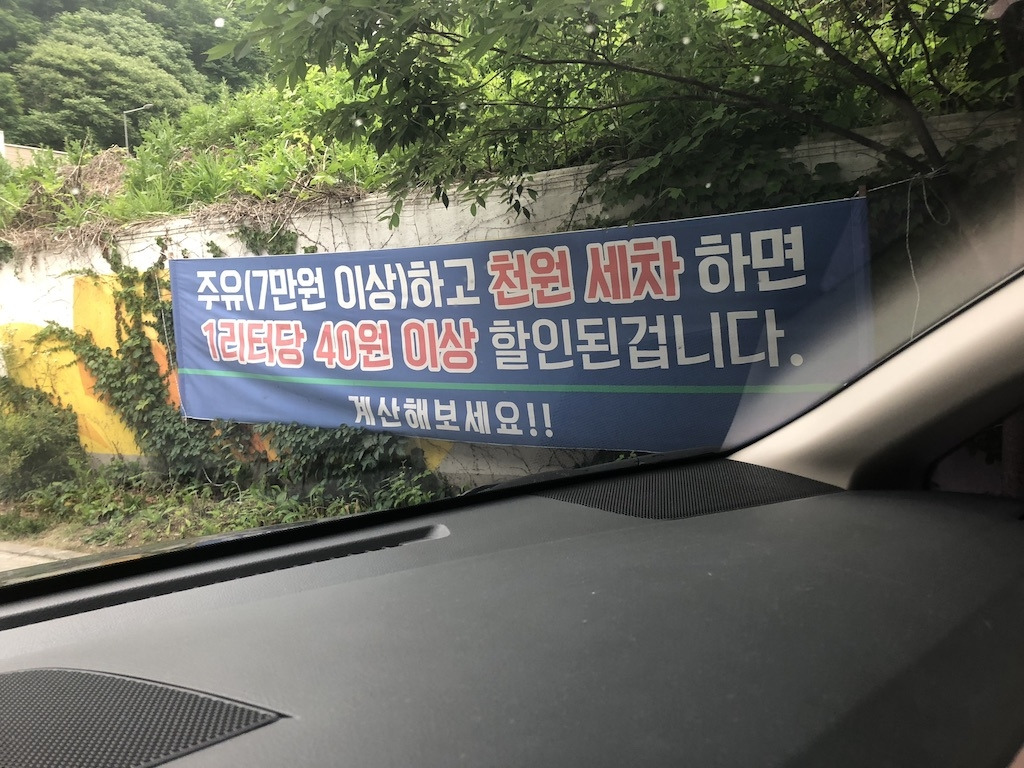 주유(7만원 이상)하고 천원 세차 하면
1리터당 40원 이상 할인된겁니다.
계산해보세요!!